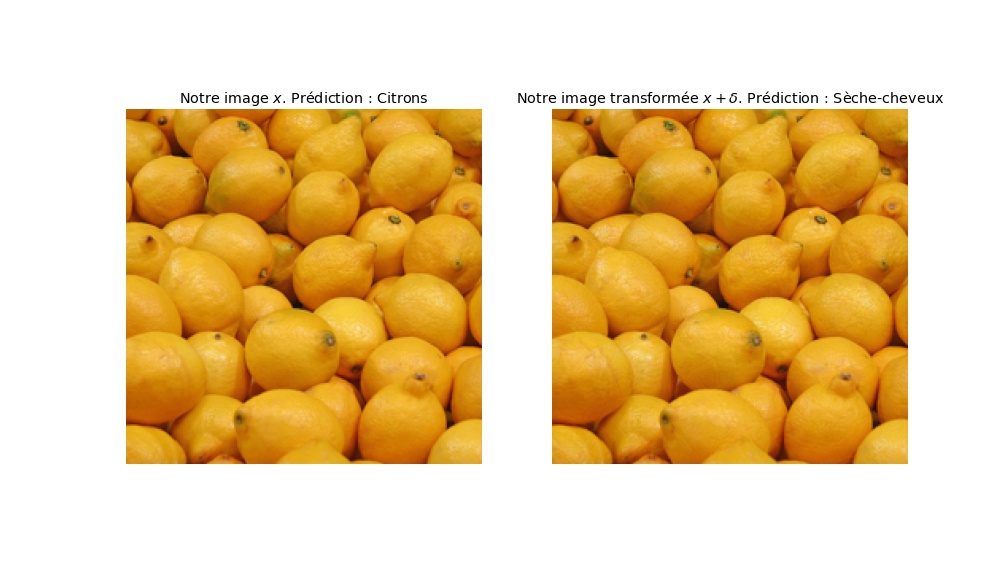 Notre image x. Prédiction : Citrons
Notre image transformée x + δ. Prédiction : Sèche-cheveux